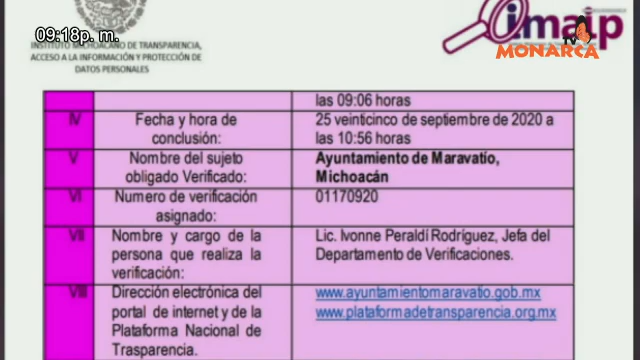 09:18p. m.
INSTITUTO MICHOACANO DE TRANSPARENCIA,
ACCESO A LA INFORMACIÓN Y PROTECCIÓN DE
DATOS PERSONALES
imaip
TV
MONARCA
las 09:06 horas
IV Fecha y hora de conclusión: 25 veinticinco de septiembre de 2020 a
las 10:56 horas
V Nombre del sujeto obligado Verificado: Ayuntamiento de Maravatío,
Michoacán
VI Numero de verificación asignado: 01170920
VII Nombre y cargo de la persona que realiza la verificación: Lic. Ivonne Peraldí Rodríguez, Jefa del
Departamento de Verificaciones.
VIII Dirección electrónica del portal de internet y de la Plataforma Nacional de Trasparencia. www.ayuntamientomaravatio.gob.mx
www.plataformadetransparencia.org.mx